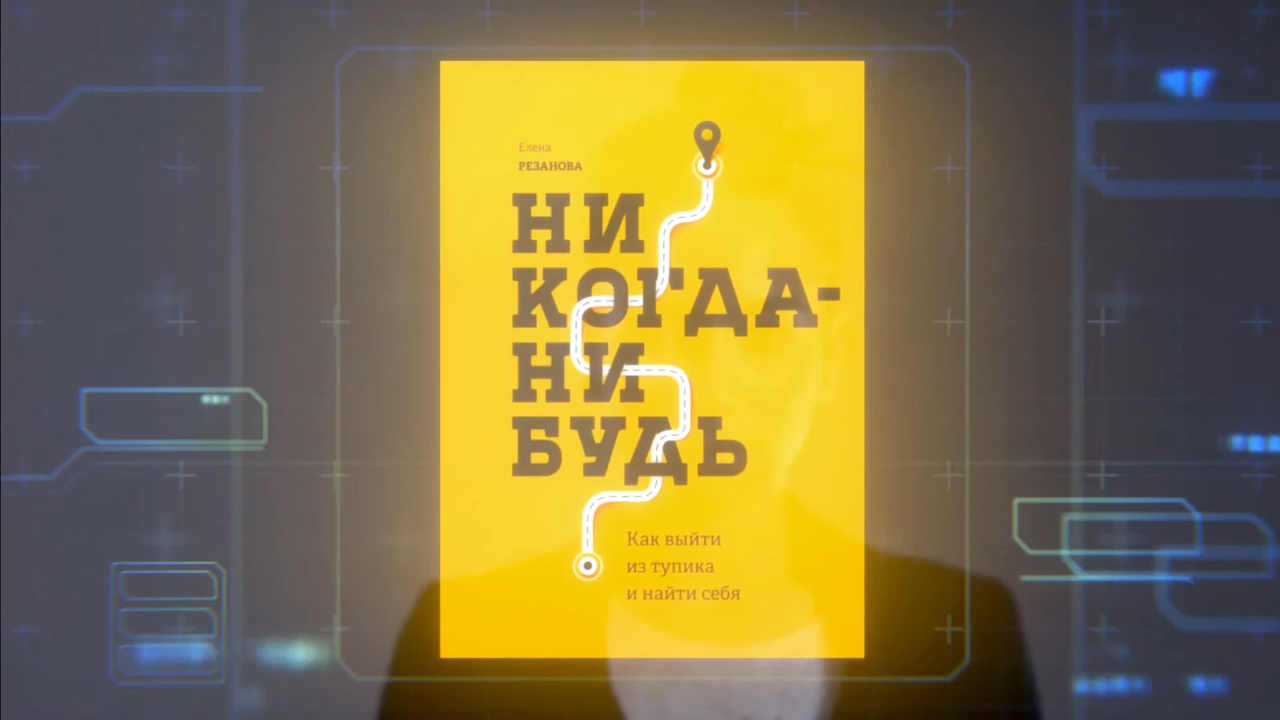 Елена
РЕЗАНОВА
НИ
КОГДА-
НИ
БУДЬ
Как выйти
из тупика
и найти себя